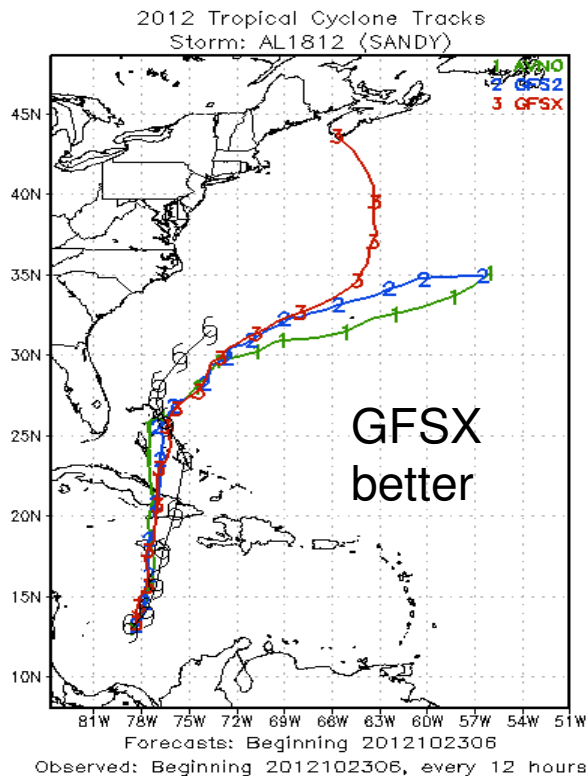 2012 Tropical Cyclone Tracks
Storm: AL1812 (SANDY)
1 AVNO
2 GFS2
3 GFSX
45N
40N
35N
30N
25N
20N
15N
10N
GFSX
better
81W 78W 75W 72W 69W 66W 63W 60W 57W 54W 51W
Forecasts: Beginning 2012102306
Observed: Beginning 2012102306, every 12 hours